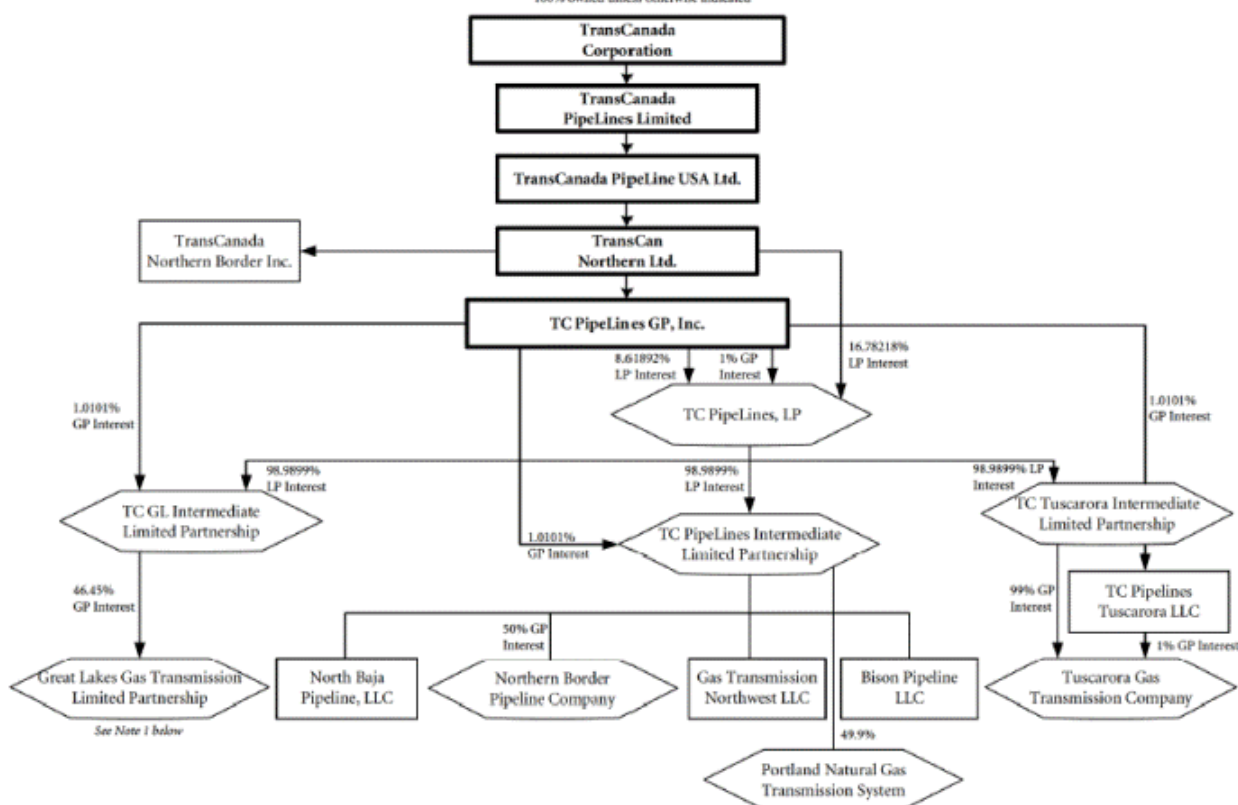 100% owned unless otherwise indicated
TransCanada
Corporation
TransCanada
PipeLines Limited
TransCanada PipeLine USA Ltd.
TransCanada
Northern Border Inc.
TransCan
Northern Ltd.
TC PipeLines GP, Inc.
8.61892%
LP Interest
1% GP
Interest
16.78218%
LP Interest
1.0101%
GP Interest
TC PipeLines, LP
1.0101%
GP Interest
98.9899%
LP Interest
98.9899%
LP Interest
98.9899% LP
Interest
TC GL Intermediate
Limited Partnership
1.0101%
GP Interest
TC PipeLines Intermediate
Limited Partnership
TC Tuscarora Intermediate
Limited Partnership
46.45%
GP Interest
99% GP
Interest
TC Pipelines
Tuscarora LLC
50% GP
Interest
1% GP Interest
Great Lakes Gas Transmission
Limited Partnership
North Baja
Pipeline, LLC
Northern Border
Pipeline Company
Gas Transmission
Northwest LLC
Bison Pipeline
LLC
Tuscarora Gas
Transmission Company
See Note 1 below
49.9%
Portland Natural Gas
Transmission System